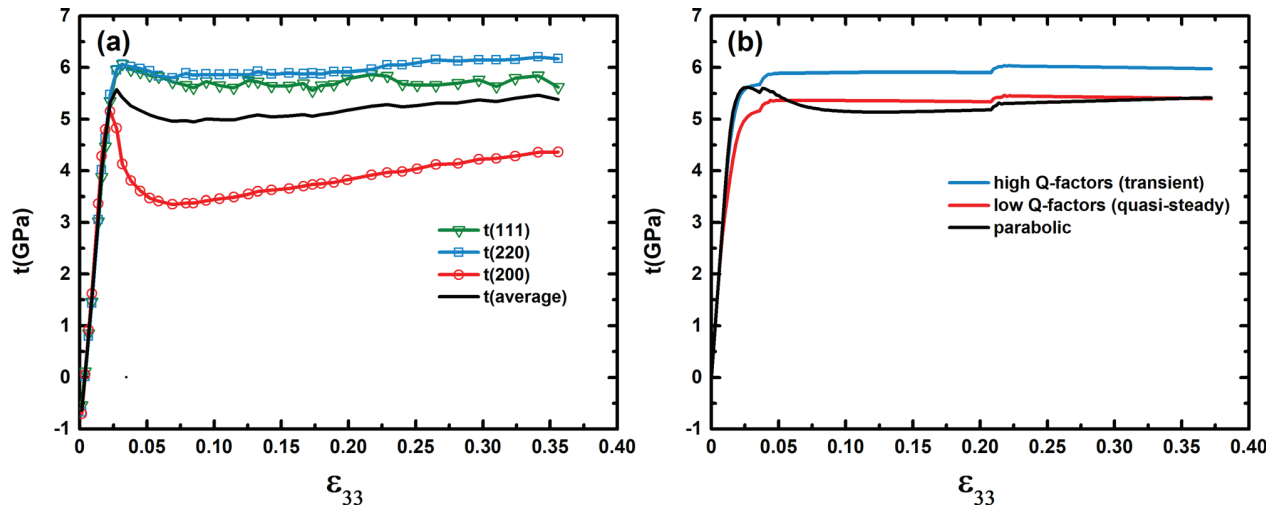 (a)
t(GPa)
7
6
5
4
3
2
1
0
-1
0
0.05
0.10
0.15
0.20
0.25
0.30
0.35
0.40
ε33
t(111)
t(220)
t(200)
t(average)
(b)
t(GPa)
7
6
5
4
3
2
1
0
-1
0
0.05
0.10
0.15
0.20
0.25
0.30
0.35
0.40
ε33
high Q-factors (transient)
low Q-factors (quasi-steady)
parabolic